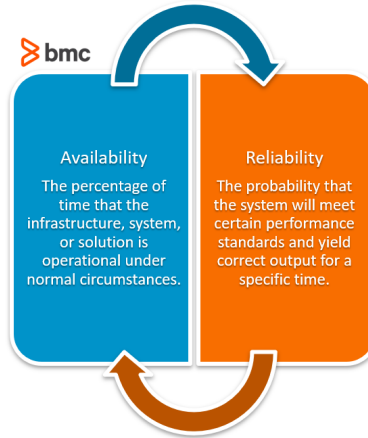 bmc
Availability
The percentage of
time that the
infrastructure, system,
or solution is
operational under
normal circumstances.
Reliability
The probability that
the system will meet
certain performance
standards and yield
correct output for a
specific time.